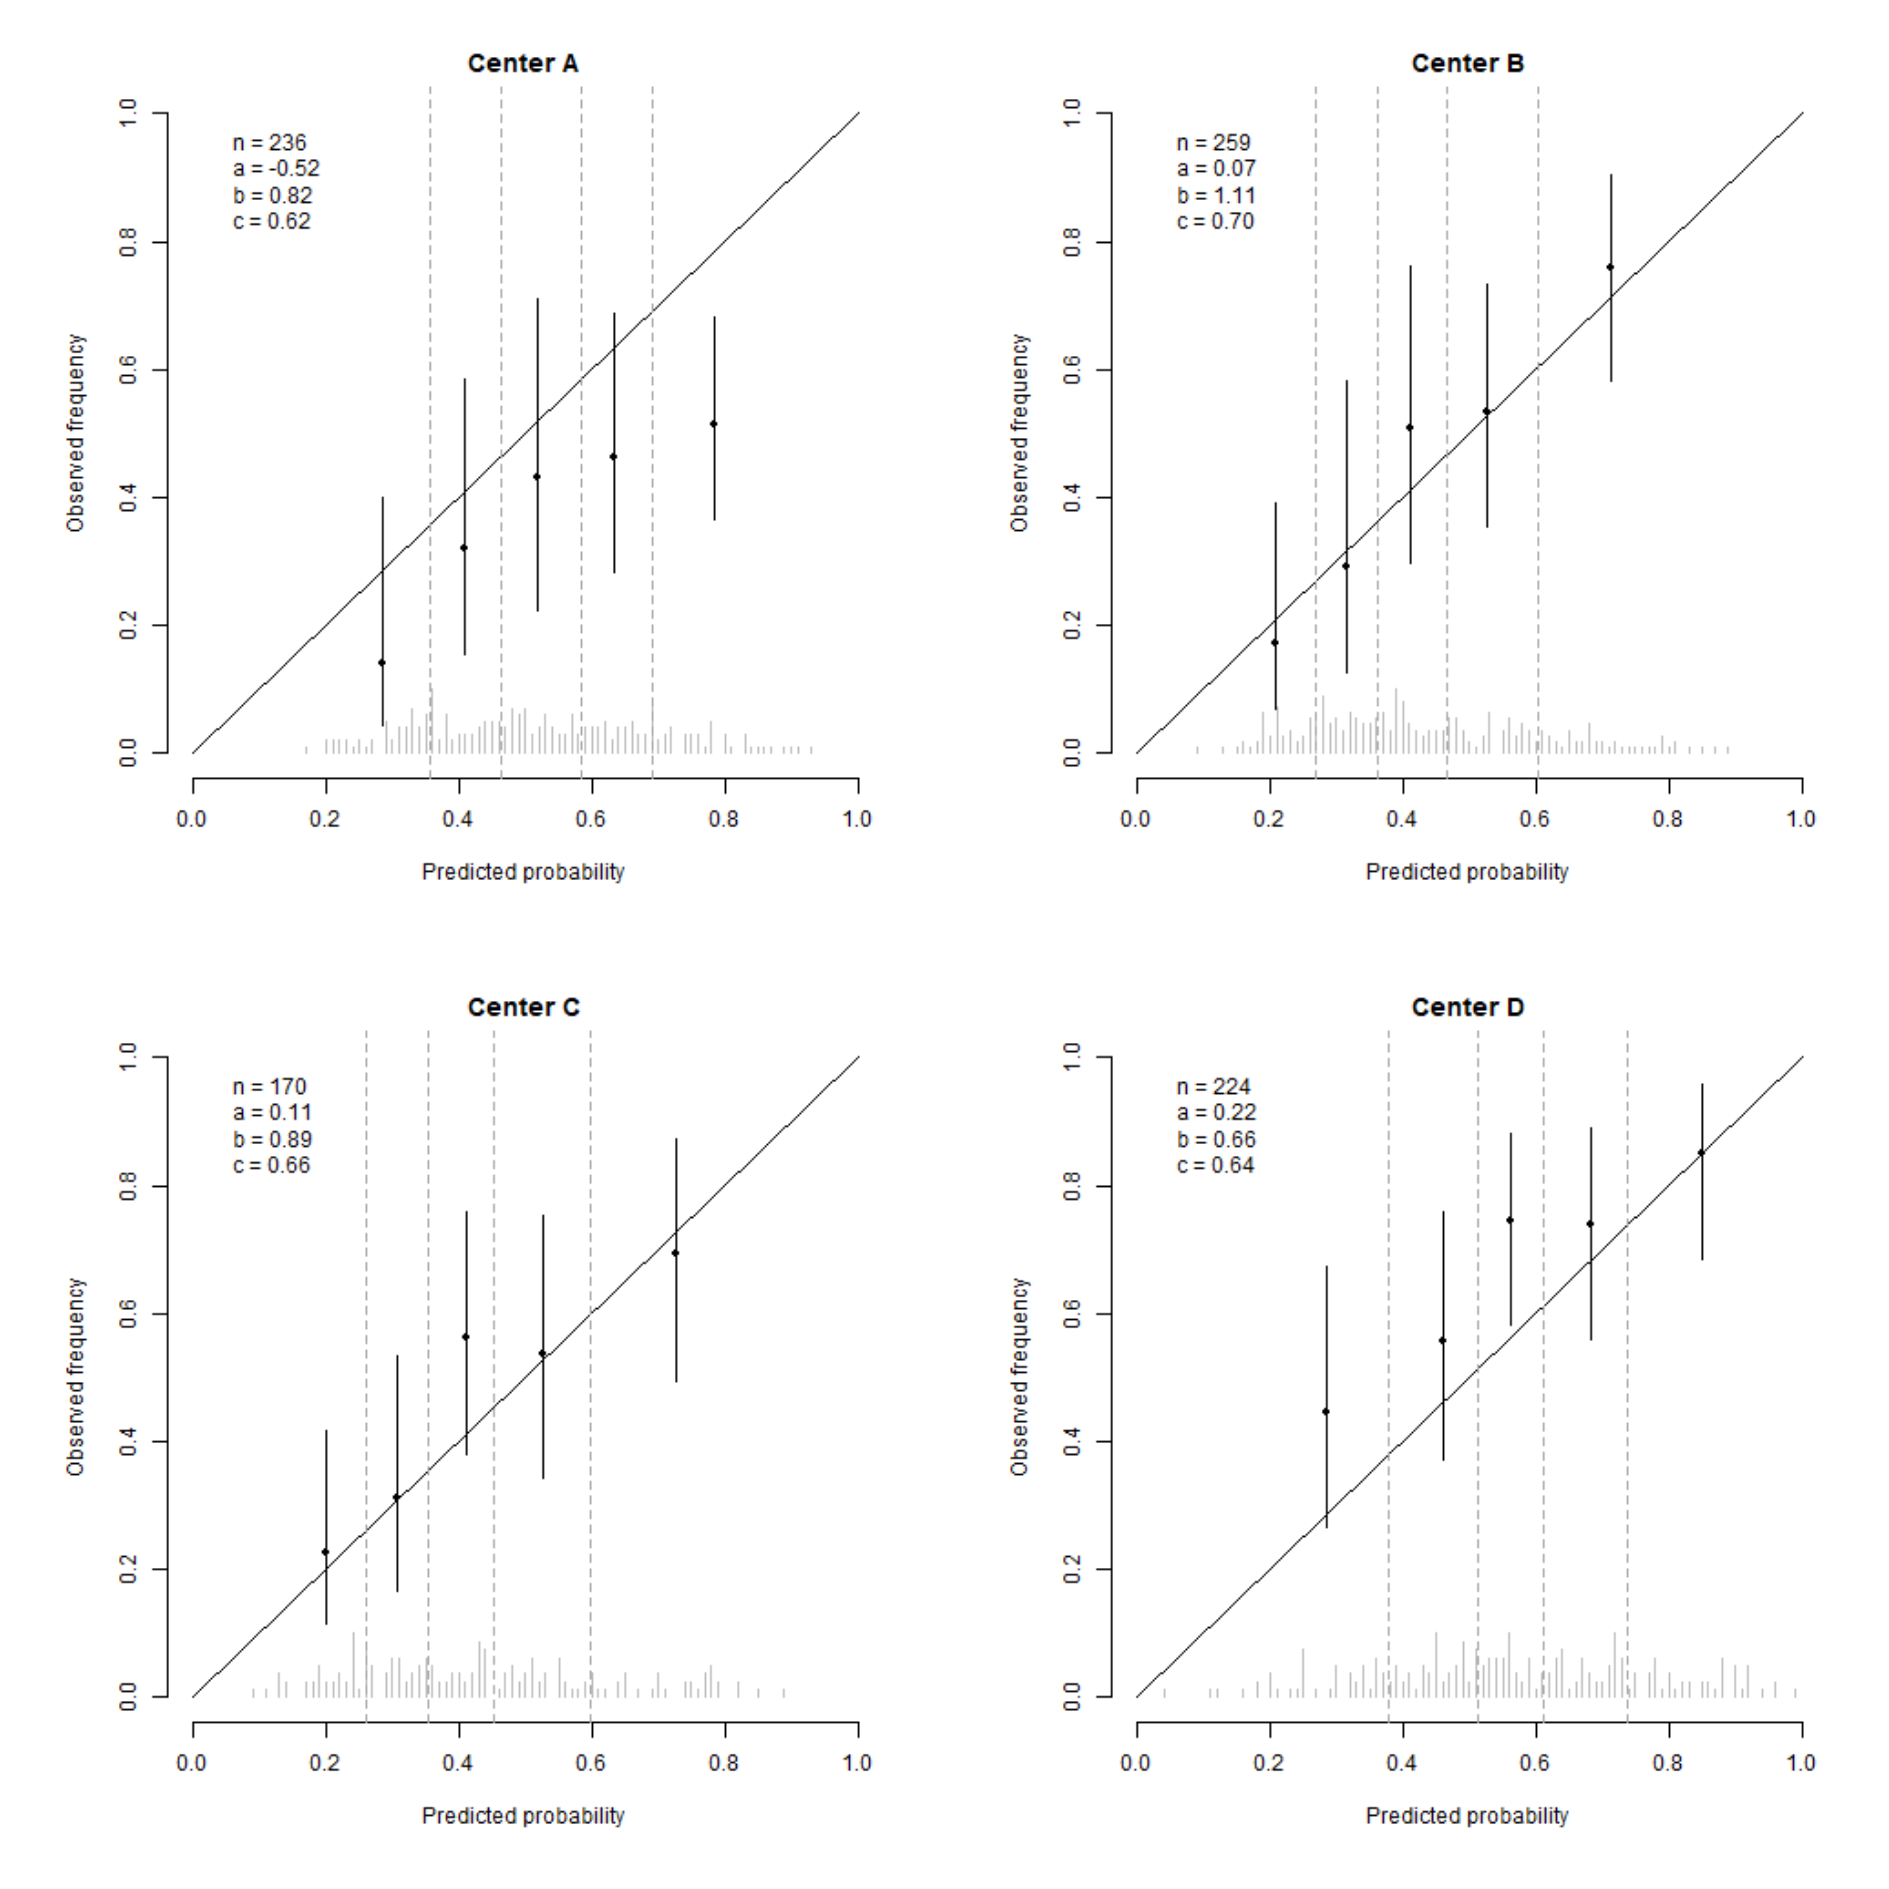 Center A
n = 236
a = -0.52
b = 0.82
c = 0.62
Observed frequency
1.0
0.8
0.6
0.4
0.2
0.0
0.0 0.2 0.4 0.6 0.8 1.0
Predicted probability
Center B
n = 259
a = 0.07
b = 1.11
c = 0.70
Observed frequency
1.0
0.8
0.6
0.4
0.2
0.0
0.0 0.2 0.4 0.6 0.8 1.0
Predicted probability
Center C
n = 170
a = 0.11
b = 0.89
c = 0.66
Observed frequency
1.0
0.8
0.6
0.4
0.2
0.0
0.0 0.2 0.4 0.6 0.8 1.0
Predicted probability
Center D
n = 224
a = 0.22
b = 0.66
c = 0.64
Observed frequency
1.0
0.8
0.6
0.4
0.2
0.0
0.0 0.2 0.4 0.6 0.8 1.0
Predicted probability